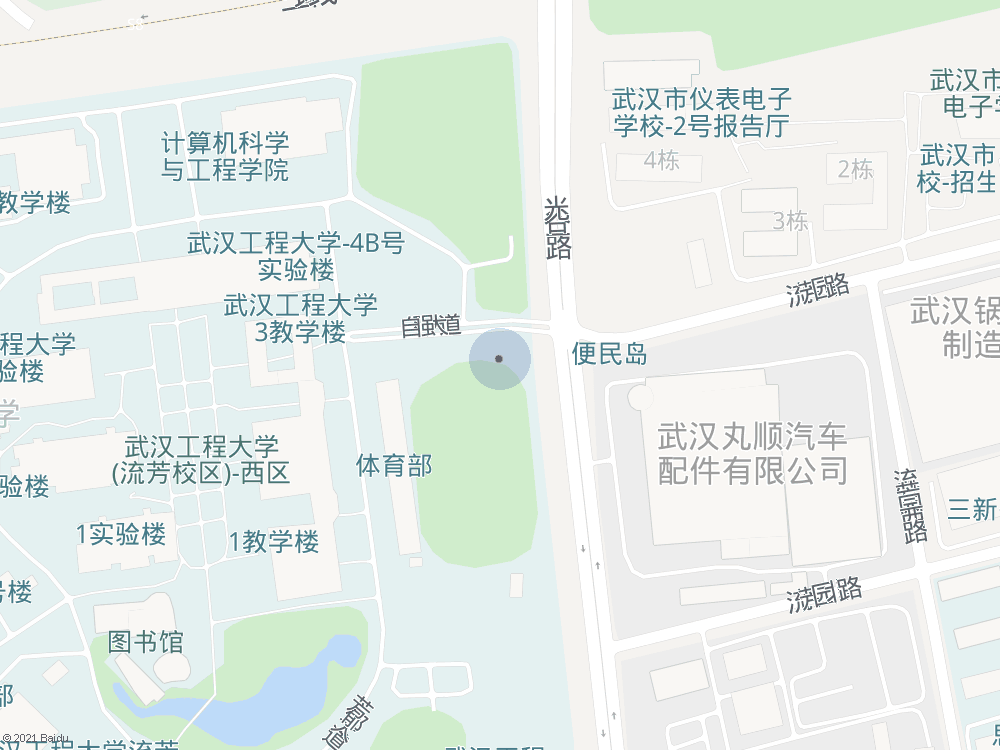 武汉市仪表电子
学校-2号报告厅
武汉市
电子学
计算机科学
与工程学院
4栋
2栋
武汉市
校-招生
教学楼
光谷路
3栋
武汉工程大学-4B号
实验楼
流芳园路
武汉工程大学
3教学楼
武汉锅
制造
自强大道
程大学
验楼
便民岛
学
武汉丸顺汽车
配件有限公司
武汉工程大学
(流芳校区)-西区
体育部
验楼
三新
1实验楼
1教学楼
号楼
流芳园路
图书馆
部
© 2021 Baidu